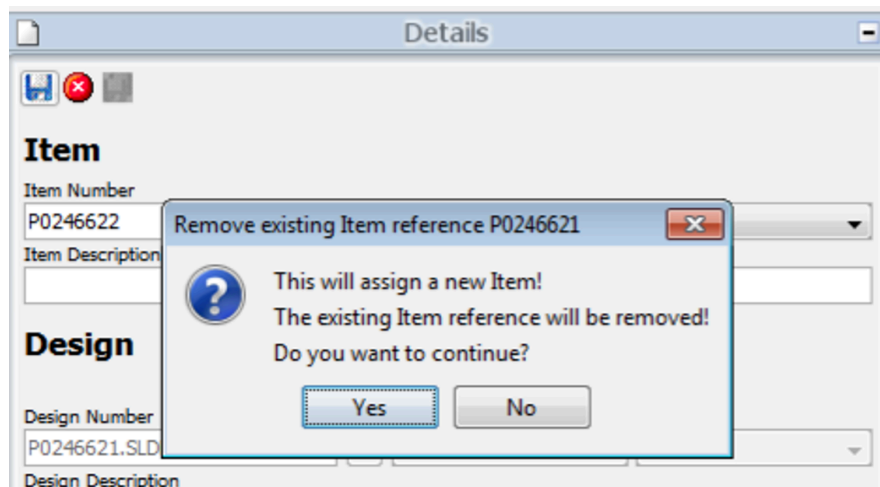 Details
Item
Item Number
P0246622
Remove existing Item reference P0246621
Item Description
This will assign a new Item!
The existing Item reference will be removed!
Do you want to continue?
Design
Yes No
Design Number
P0246621.SLD
Design Description